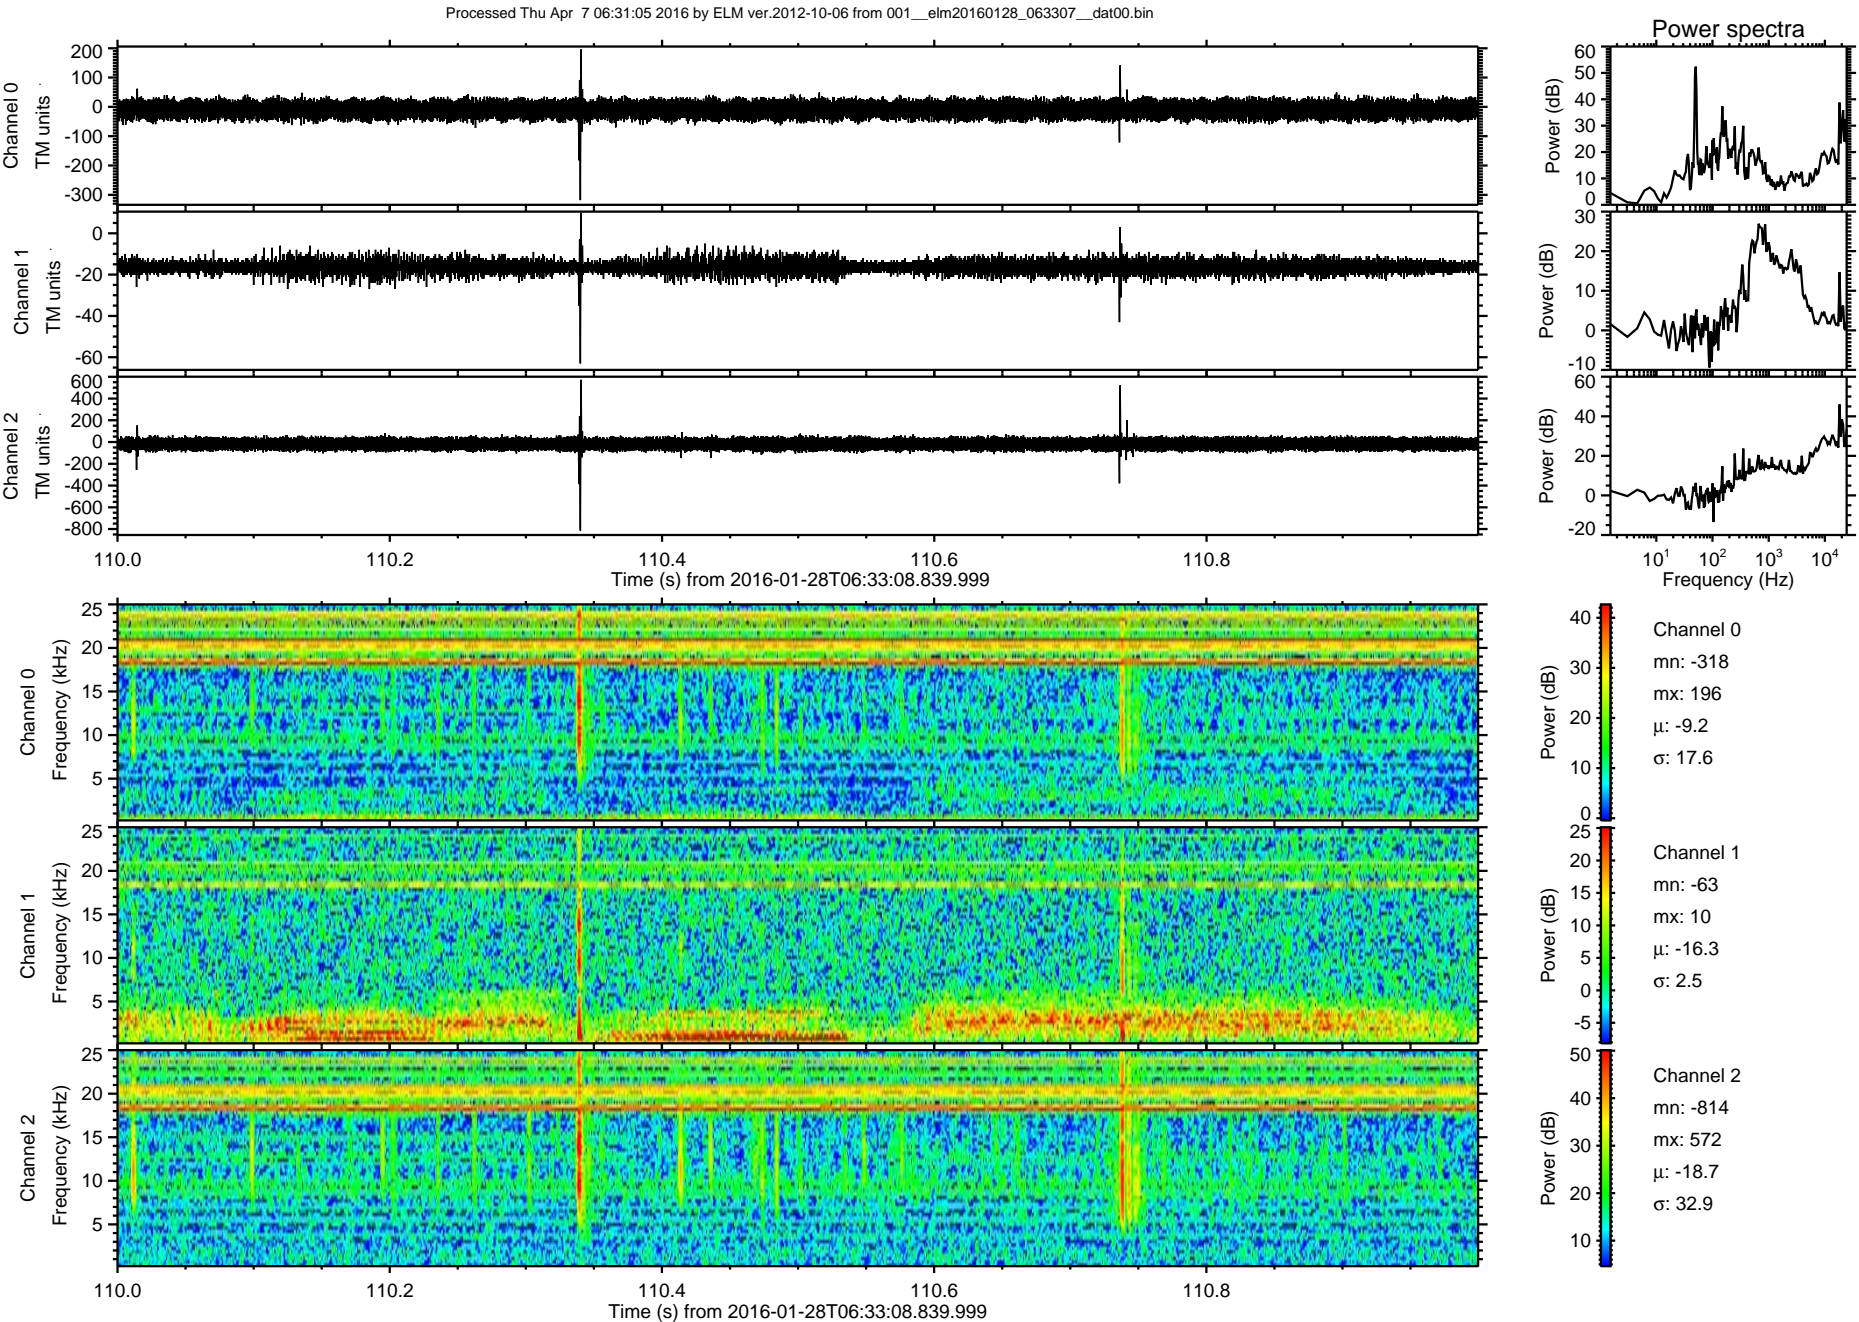 Processed Thu Apr 7 06:31:05 2016 by ELM ver.2012-10-06 from 001__elm20160128_063307__dat00.bin
Power spectra
Channel 0
TM units
200
100
0
-100
-200
-300
Power (dB)
60
50
40
30
20
10
0
Channel 1
TM units
0
-20
-40
-60
Power (dB)
30
20
10
0
-10
Channel 2
TM units
600
400
200
0
-200
-400
-600
-800
Power (dB)
60
40
20
0
-20
110.0 110.2 110.4 110.6 110.8
Time (s) from 2016-01-28T06:33:08.839.999
10¹ 10² 10³ 10⁴
Frequency (Hz)
Channel 0
Frequency (kHz)
25
20
15
10
5
Power (dB)
40
30
20
10
0
Channel 0
mn: -318
mx: 196
μ: -9.2
σ: 17.6
Channel 1
Frequency (kHz)
25
20
15
10
5
Power (dB)
25
20
15
10
5
0
-5
Channel 1
mn: -63
mx: 10
μ: -16.3
σ: 2.5
Channel 2
Frequency (kHz)
25
20
15
10
5
Power (dB)
50
40
30
20
10
Channel 2
mn: -814
mx: 572
μ: -18.7
σ: 32.9
110.0 110.2 110.4 110.6 110.8
Time (s) from 2016-01-28T06:33:08.839.999